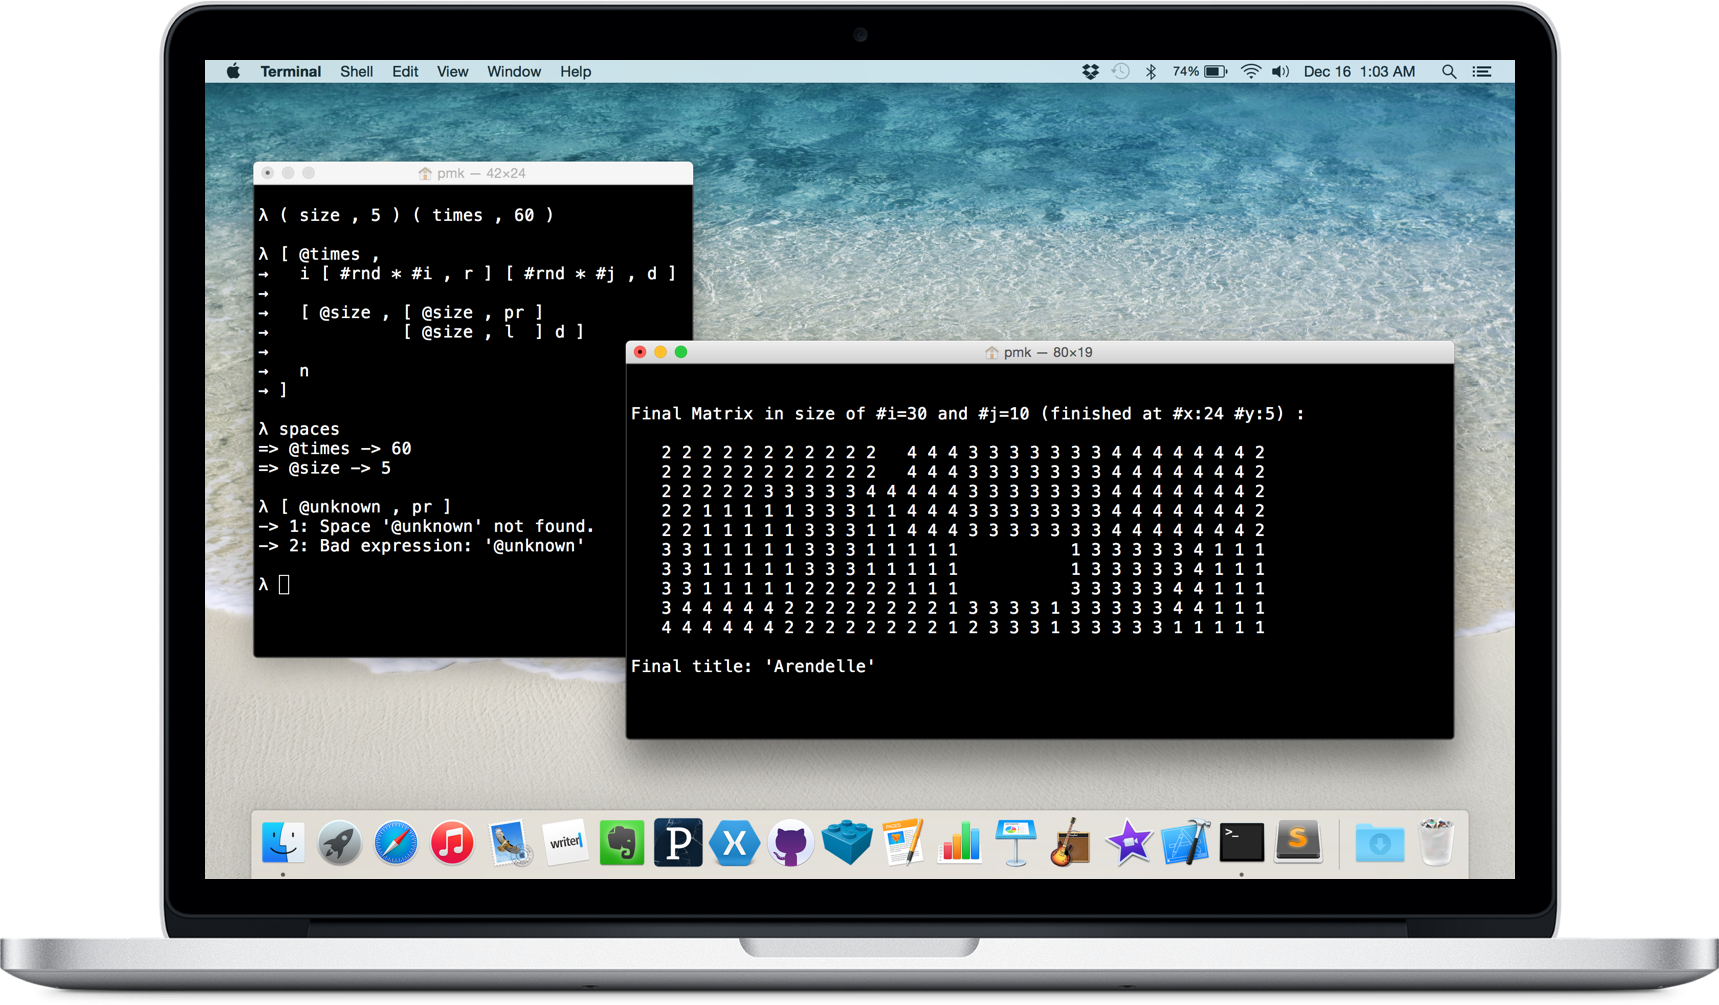 Terminal Shell Edit View Window Help 74% Dec 16 1:03 AM
pmk — 42×24
λ ( size , 5 ) ( times , 60 )
λ [ @times ,
→ i [ #rnd * #i , r ] [ #rnd * #j , d ]
→
→ [ @size , [ @size , pr ]
→ [ @size , l ] d ]
→
→ n
→ ]
λ spaces
=> @times -> 60
=> @size -> 5
λ [ @unknown , pr ]
-> 1: Space '@unknown' not found.
-> 2: Bad expression: '@unknown'
λ
pmk — 80×19
Final Matrix in size of #i=30 and #j=10 (finished at #x:24 #y:5) :
2 2 2 2 2 2 2 2 2 2 2   4 4 4 3 3 3 3 3 3 3 4 4 4 4 4 4 4 2
2 2 2 2 2 2 2 2 2 2 2   4 4 4 3 3 3 3 3 3 3 4 4 4 4 4 4 4 2
2 2 2 2 2 3 3 3 3 3 4 4 4 4 4 3 3 3 3 3 3 3 4 4 4 4 4 4 4 2
2 2 1 1 1 1 1 3 3 3 1 1 4 4 4 3 3 3 3 3 3 3 4 4 4 4 4 4 4 2
2 2 1 1 1 1 1 3 3 3 1 1 4 4 4 3 3 3 3 3 3 3 4 4 4 4 4 4 4 2
3 3 1 1 1 1 1 3 3 3 1 1 1 1 1           1 3 3 3 3 3 4 1 1 1
3 3 1 1 1 1 1 3 3 3 1 1 1 1 1           1 3 3 3 3 3 4 1 1 1
3 3 1 1 1 1 1 2 2 2 2 2 1 1 1           3 3 3 3 3 4 4 1 1 1
3 4 4 4 4 4 2 2 2 2 2 2 2 2 1 3 3 3 3 1 3 3 3 3 3 4 4 1 1 1
4 4 4 4 4 4 2 2 2 2 2 2 2 2 1 2 3 3 3 1 3 3 3 3 3 1 1 1 1 1
Final title: 'Arendelle'
writer
PAGES
P
X
>_
S